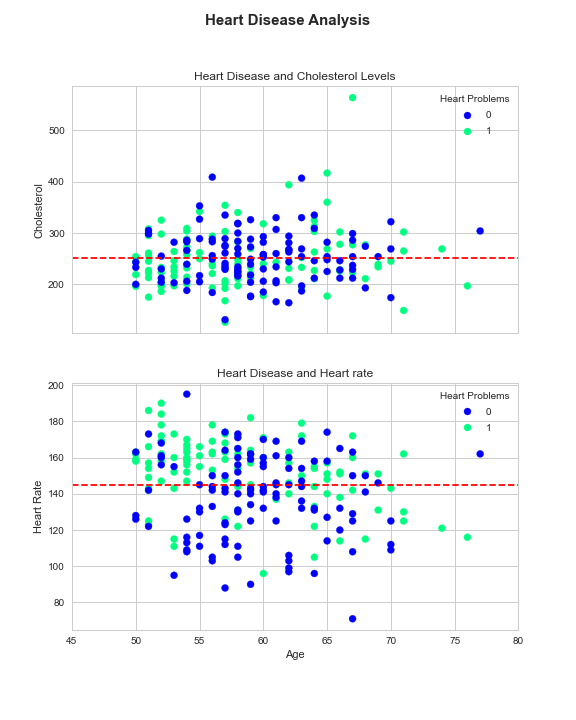 Heart Disease Analysis
Heart Disease and Cholesterol Levels
Heart Problems
0
1
500
400
300
200
Cholesterol
Heart Disease and Heart rate
Heart Problems
0
1
200
180
160
140
120
100
80
Heart Rate
45 50 55 60 65 70 75 80
Age